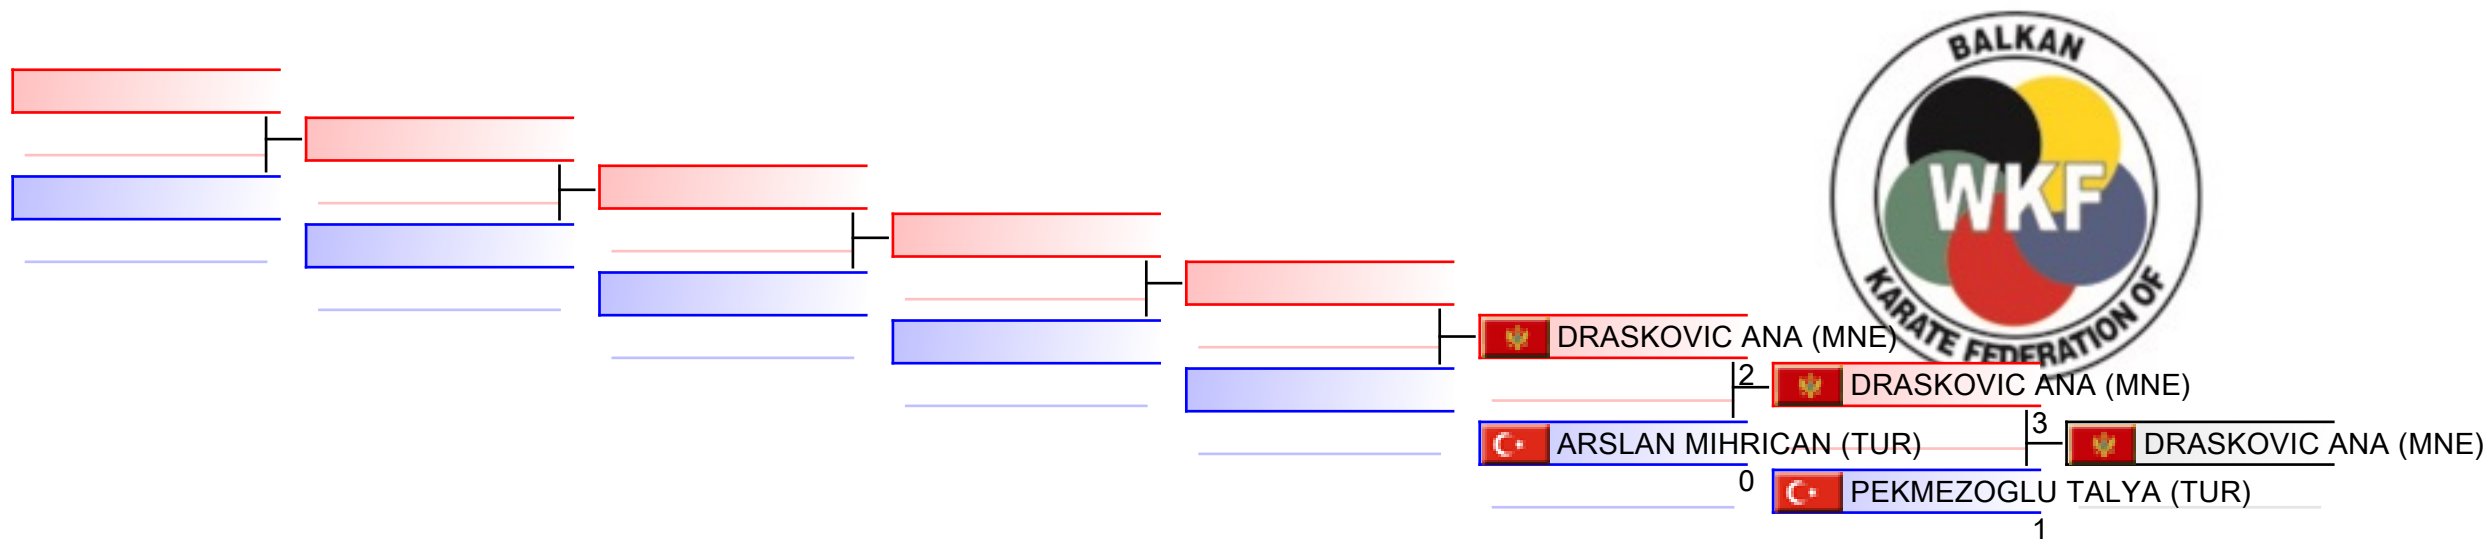 BALKAN
WKF
KARATE FEDERATION OF
DRASKOVIC ANA (MNE)
2
DRASKOVIC ANA (MNE)
3
ARSLAN MIHRICAN (TUR)
DRASKOVIC ANA (MNE)
0
PEKMEZOGLU TALYA (TUR)
1